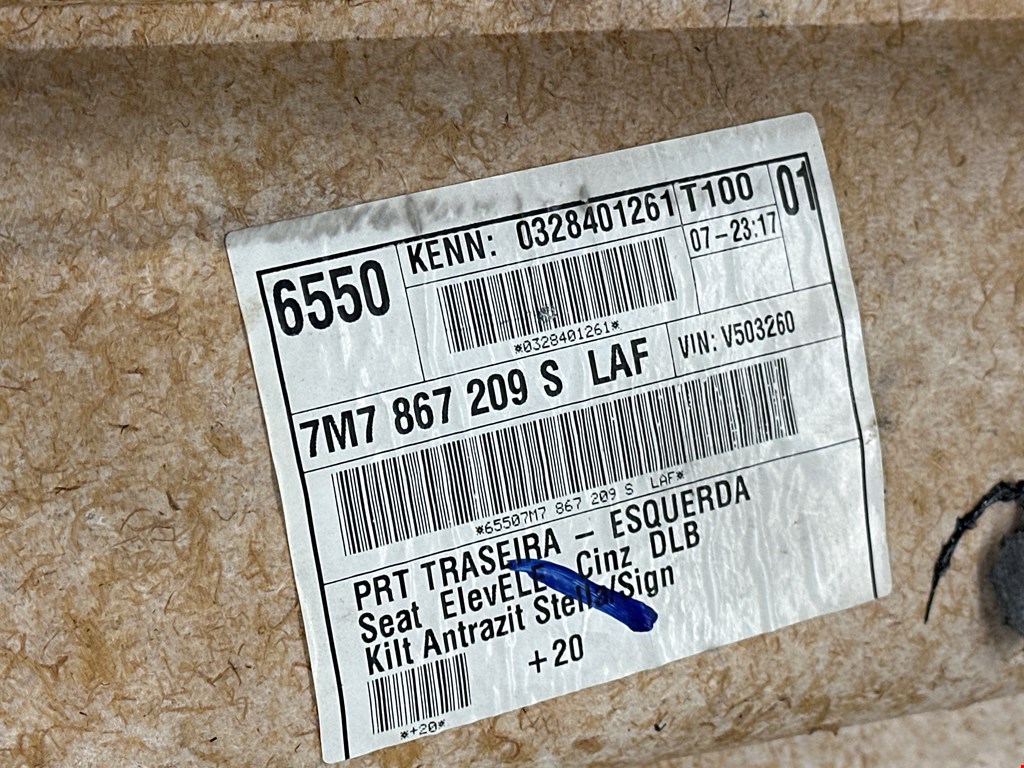 6550
KENN: 0328401261
T100
01
07-23:17
*0328401261*
7M7 867 209 S LAF
VIN: V503260
*65507M7 867 209 S LAF*
PRT TRASEIRA - ESQUERDA
Seat ElevELE Cinz DLB
Kilt Antrazit Stella/Sign
+20
*+20*